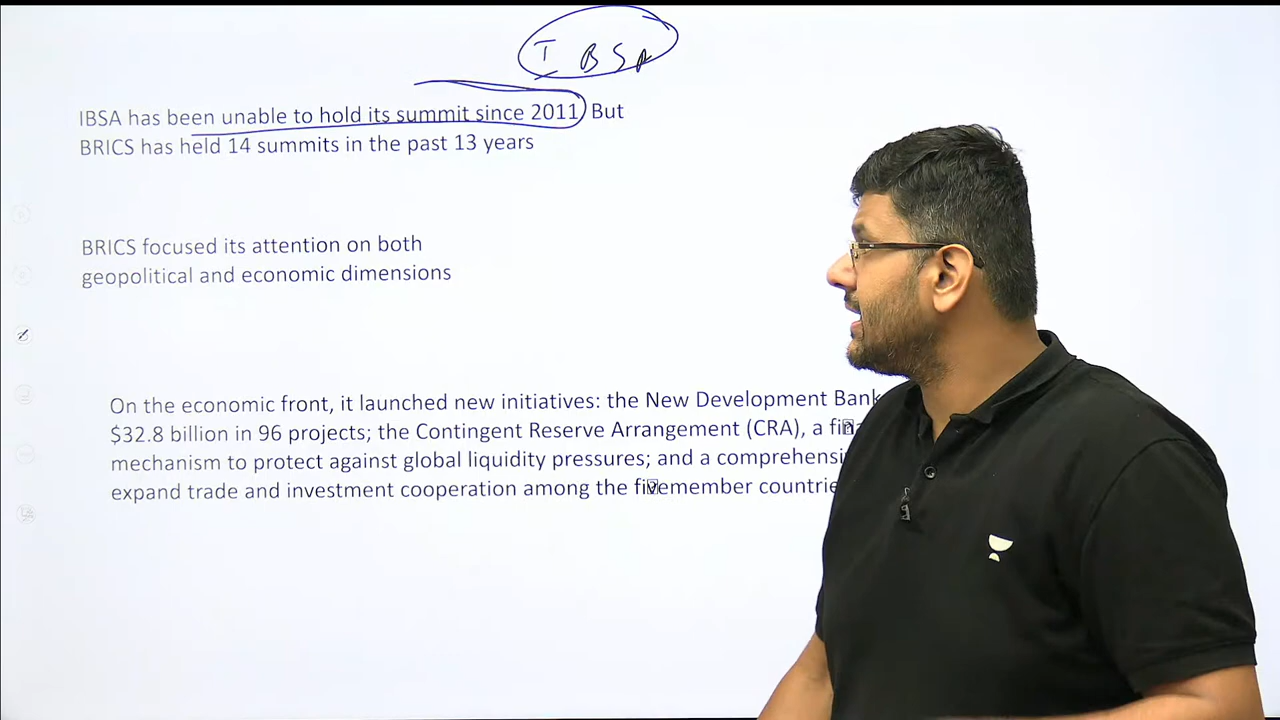 I BSA
IBSA has been unable to hold its summit since 2011 But
BRICS has held 14 summits in the past 13 years
BRICS focused its attention on both
geopolitical and economic dimensions
On the economic front, it launched new initiatives: the New Development Bank
$32.8 billion in 96 projects; the Contingent Reserve Arrangement (CRA), a
mechanism to protect against global liquidity pressures; and a
expand trade and investment cooperation among the member